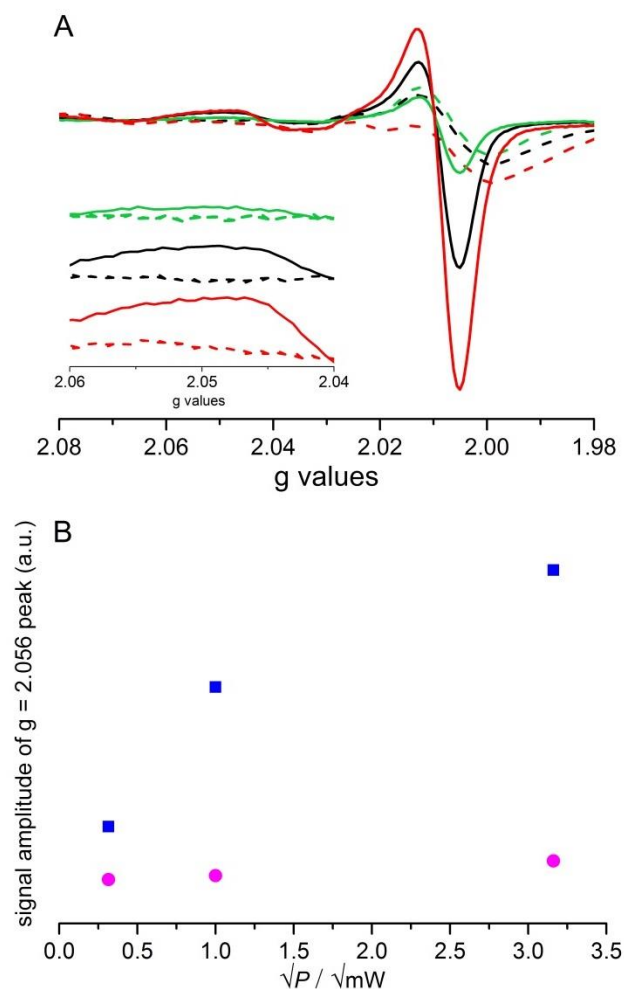 A
2.06 2.05 2.04
g values
2.08 2.06 2.04 2.02 2.00 1.98
g values
B
signal amplitude of g = 2.056 peak (a.u.)
0.0 0.5 1.0 1.5 2.0 2.5 3.0 3.5
√P / √mW